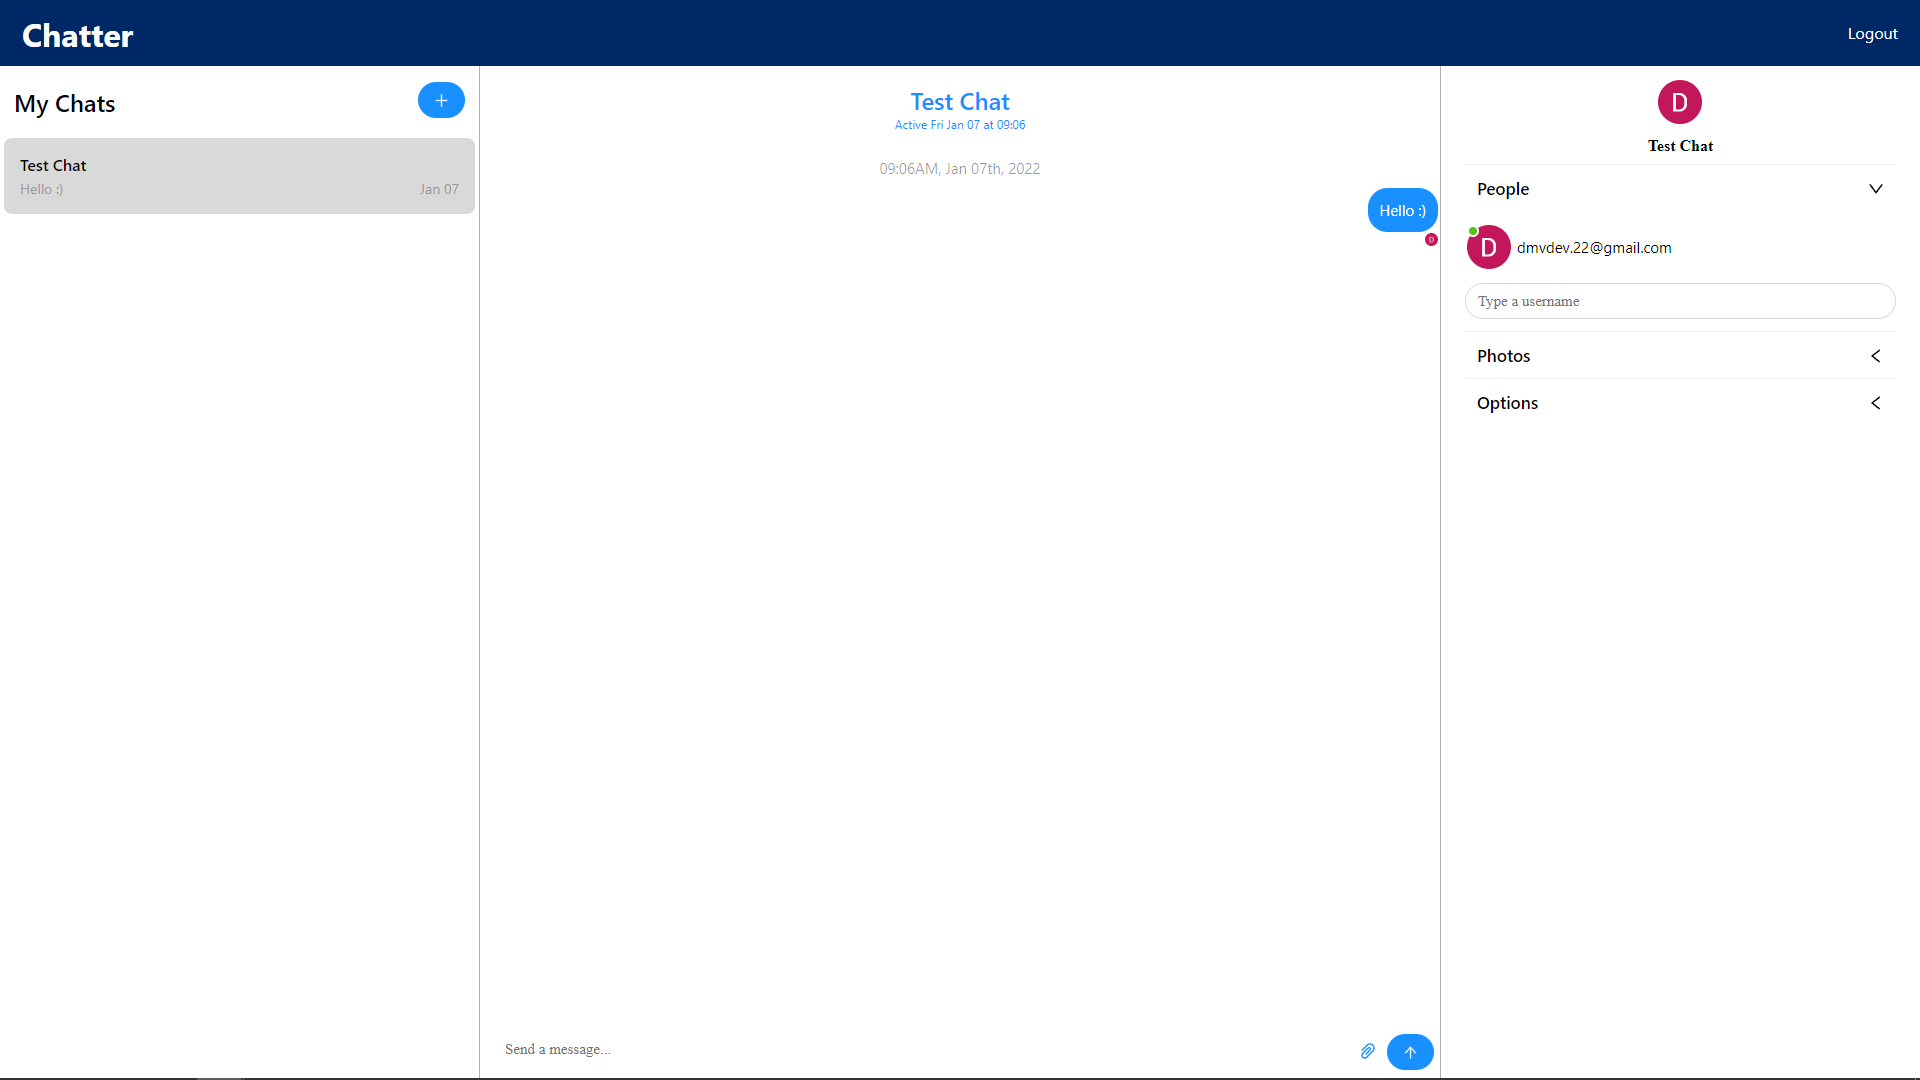 Chatter
Logout
My Chats
+
Test Chat
Hello :)
Jan 07
Test Chat
Active Fri Jan 07 at 09:06
09:06AM, Jan 07th, 2022
Hello :)
D
Send a message...
D
Test Chat
People
D
dmvdev.22@gmail.com
Type a username
Photos
Options